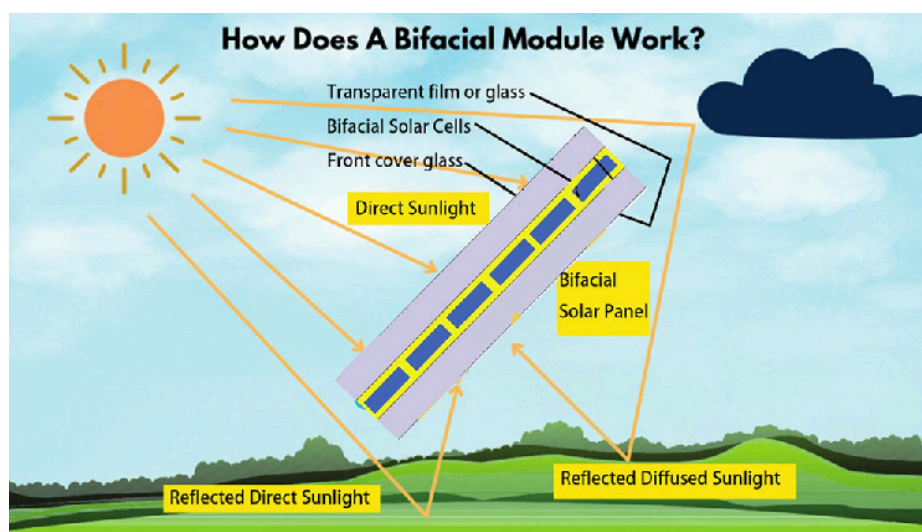 How Does A Bifacial Module Work?
Transparent film or glass
Bifacial Solar Cells
Front cover glass
Direct Sunlight
Bifacial
Solar Panel
Reflected Diffused Sunlight
Reflected Direct Sunlight